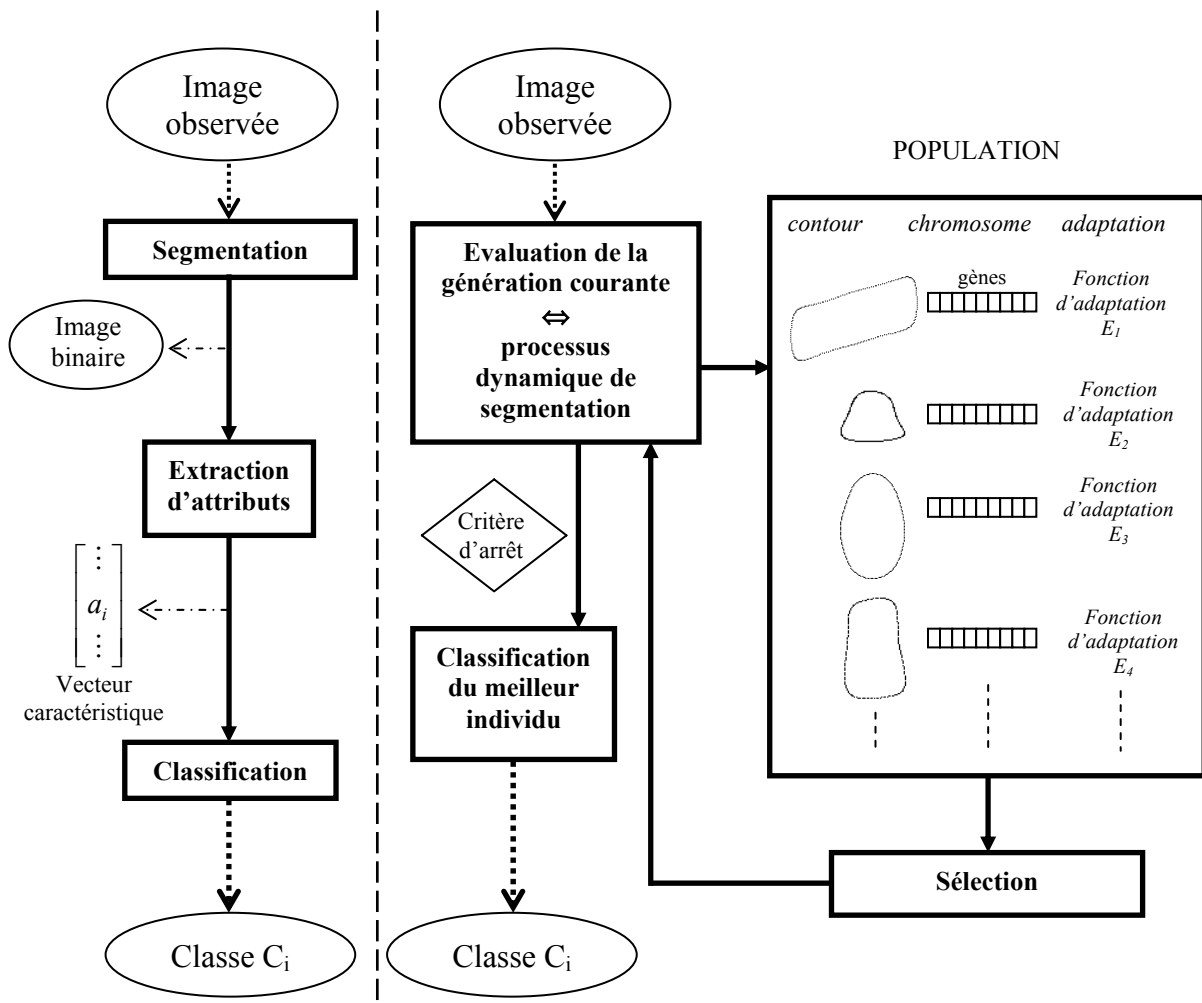 Image
observée
Segmentation
Image
binaire
Extraction
d'attributs
⋮
a_i
⋮
Vecteur
caractéristique
Classification
Classe C_i
Image
observée
Evaluation de la
génération courante
⇔
processus
dynamique de
segmentation
Critère
d'arrêt
Classification
du meilleur
individu
Classe C_i
POPULATION
contour chromosome adaptation
gènes
Fonction
d'adaptation
E_1
Fonction
d'adaptation
E_2
Fonction
d'adaptation
E_3
Fonction
d'adaptation
E_4
Sélection